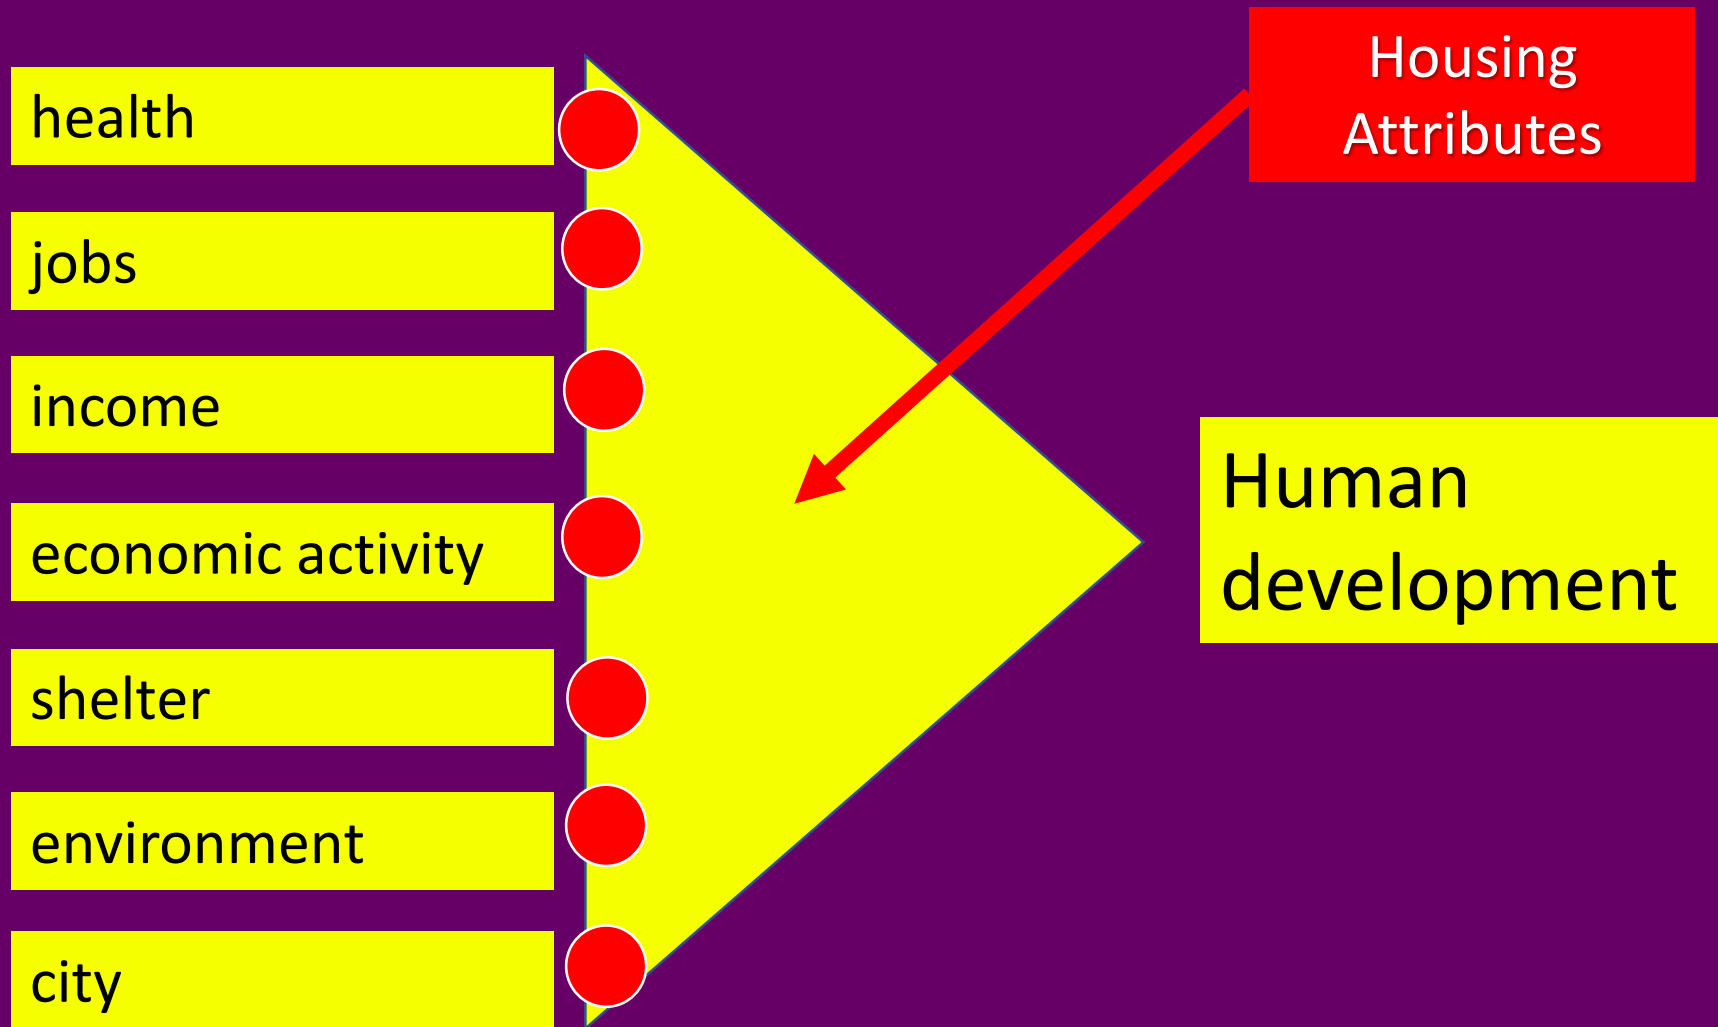 health
jobs
income
economic activity
shelter
environment
city
Housing
Attributes
Human
development